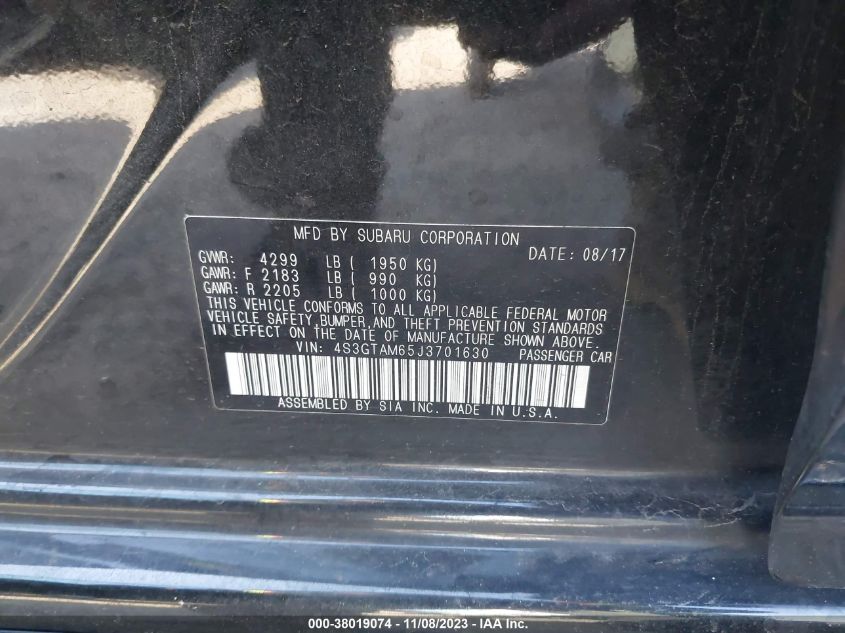 MFD BY SUBARU CORPORATION
GVWR: 4299 LB ( 1950 KG) DATE: 08/17
GAWR: F 2183 LB ( 990 KG)
GAWR: R 2205 LB ( 1000 KG)
THIS VEHICLE CONFORMS TO ALL APPLICABLE FEDERAL MOTOR
VEHICLE SAFETY, BUMPER, AND THEFT PREVENTION STANDARDS
IN EFFECT ON THE DATE OF MANUFACTURE SHOWN ABOVE.
VIN: 4S3GTAM65J3701630 PASSENGER CAR
ASSEMBLED BY SIA INC. MADE IN U.S.A.
000-38019074 — 11/08/2023 - IAA Inc.